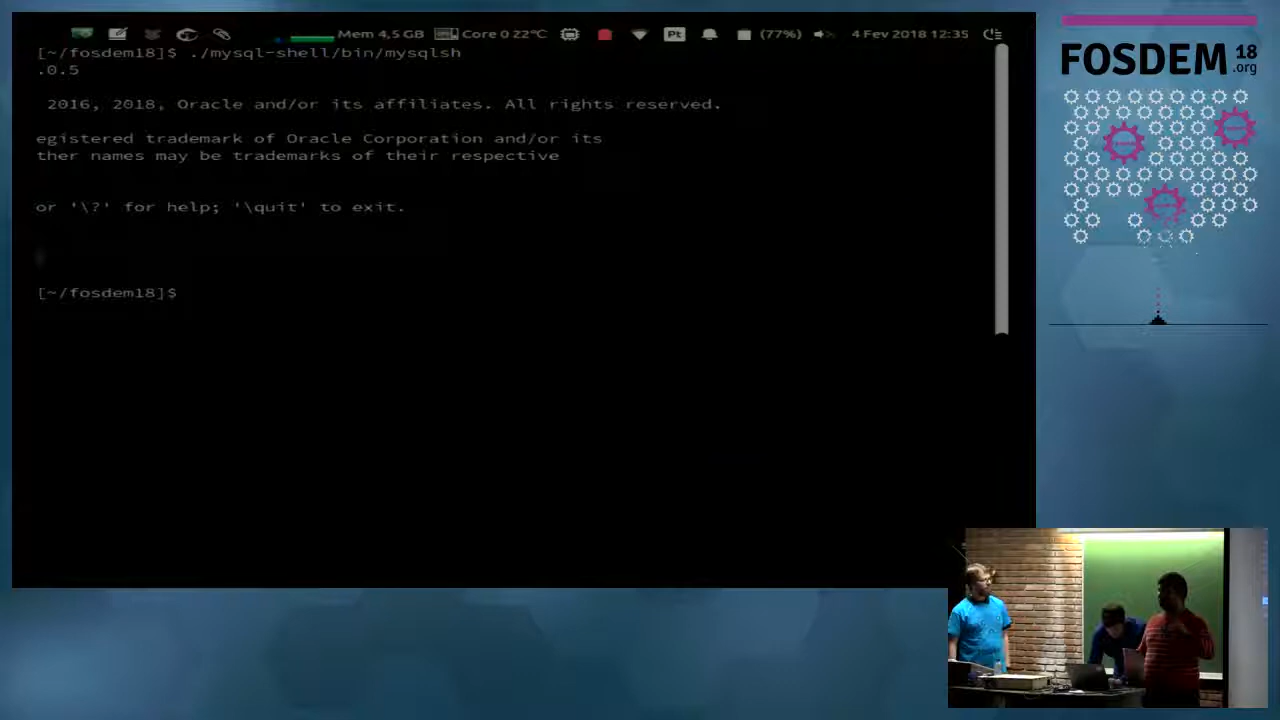 Mem 4,5 GB Core 0 22°C Pt (77%) 4 Fev 2018 12:35
[~/fosdem18]$ ./mysql-shell/bin/mysqlsh
.0.5
2016, 2018, Oracle and/or its affiliates. All rights reserved.
egistered trademark of Oracle Corporation and/or its
ther names may be trademarks of their respective
or '\?' for help; '\quit' to exit.
[~/fosdem18]$
FOSDEM 18
.org